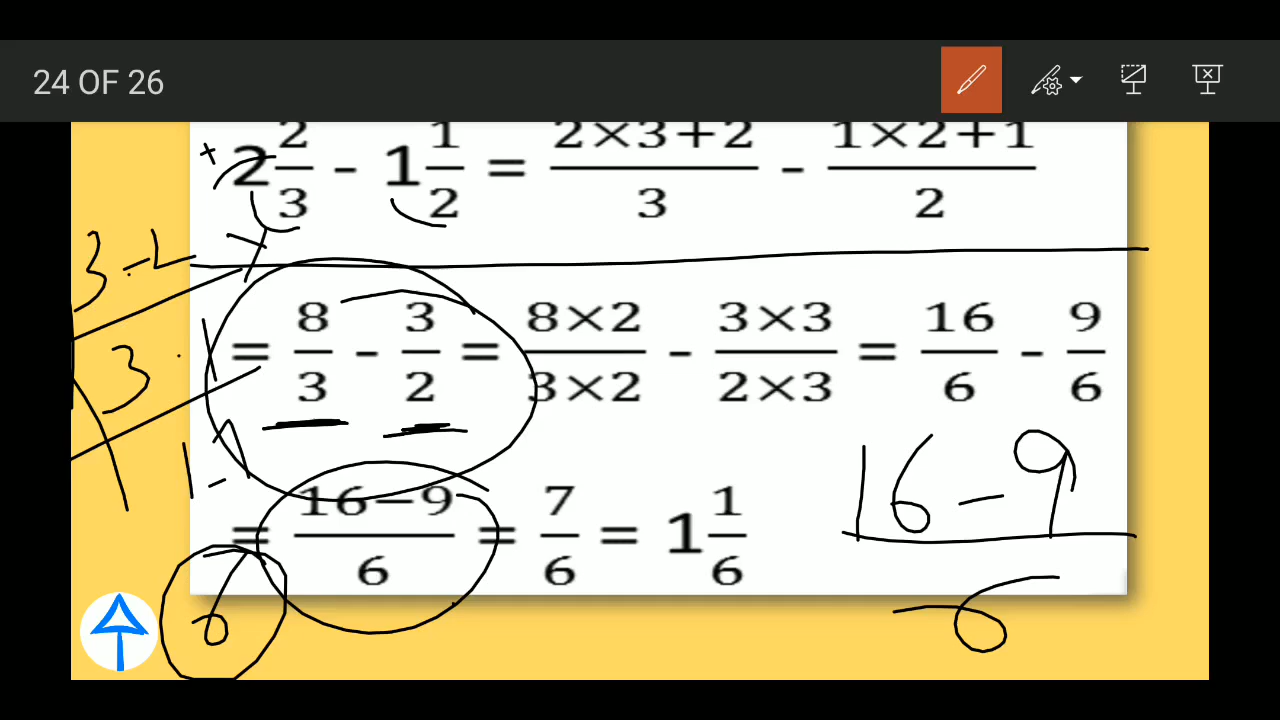 24 OF 26
2 2/3 - 1 1/2 = 2×3+2/3 - 1×2+1/2
= 8/3 - 3/2 = 8×2/3×2 - 3×3/2×3 = 16/6 - 9/6
= 16-9/6 = 7/6 = 1 1/6
3
16-9
6
6